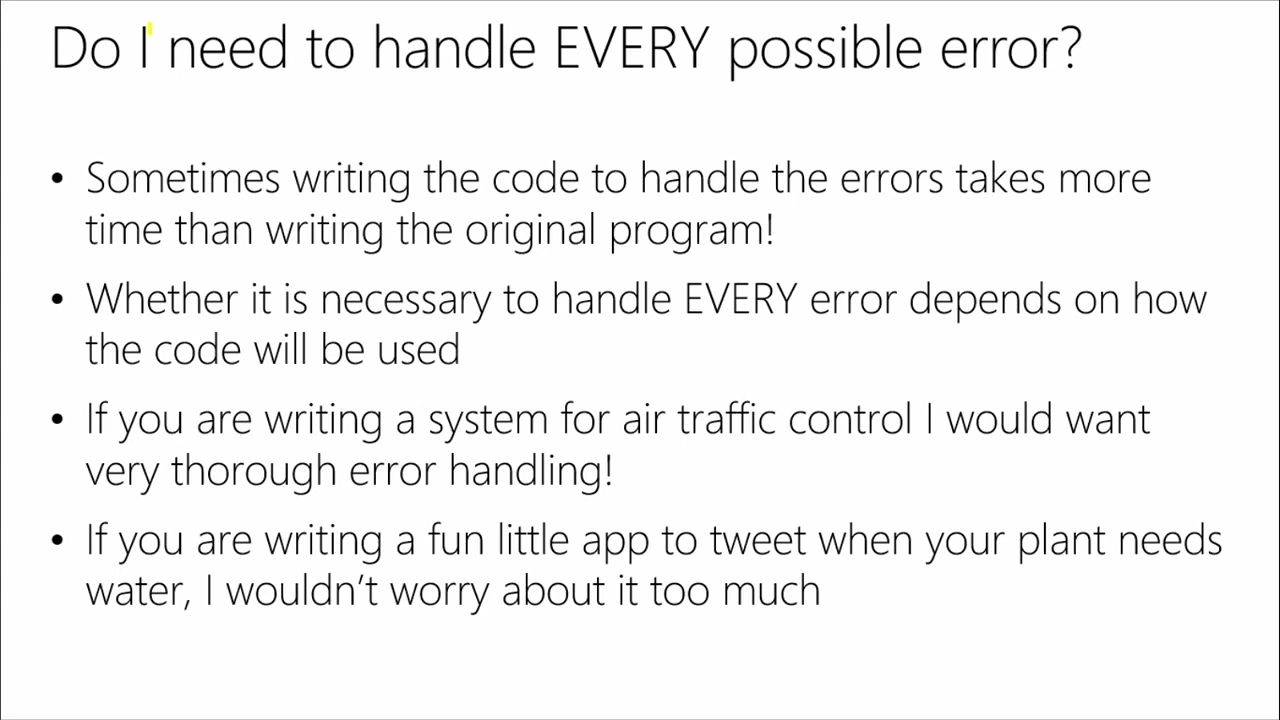 Do I need to handle EVERY possible error?
• Sometimes writing the code to handle the errors takes more
time than writing the original program!
• Whether it is necessary to handle EVERY error depends on how
the code will be used
• If you are writing a system for air traffic control I would want
very thorough error handling!
• If you are writing a fun little app to tweet when your plant needs
water, I wouldn’t worry about it too much